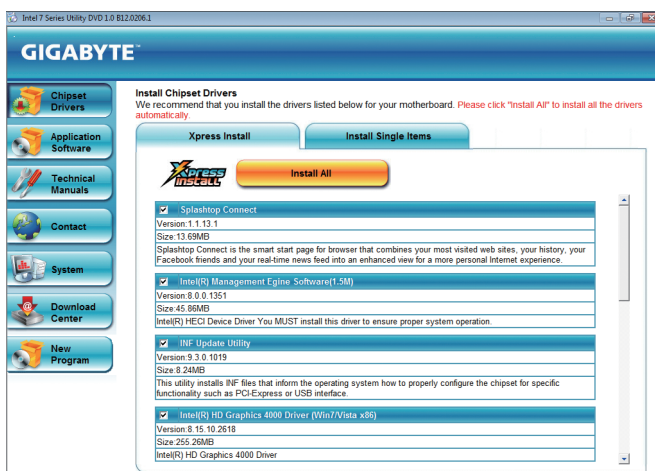 Intel 7 Series Utility DVD 1.0 B12.0206.1
GIGABYTE™
Chipset
Drivers
Application
Software
Technical
Manuals
Contact
System
Download
Center
New
Program
Install Chipset Drivers
We recommend that you install the drivers listed below for your motherboard. Please click "Install All" to install all the drivers
automatically.
Xpress Install
Install Single Items
Xpress
INSTALL
Install All
Splashtop Connect
Version:1.1.13.1
Size:13.69MB
Splashtop Connect is the smart start page for browser that combines your most visited web sites, your history, your
Facebook friends and your real-time news feed into an enhanced view for a more personal Internet experience.
Intel(R) Management Egine Software(1.5M)
Version:8.0.0.1351
Size:45.86MB
Intel(R) HECI Device Driver You MUST install this driver to ensure proper system operation.
INF Update Utility
Version:9.3.0.1019
Size:8.24MB
This utility installs INF files that inform the operating system how to properly configure the chipset for specific
functionality such as PCI-Express or USB interface.
Intel(R) HD Graphics 4000 Driver (Win7/Vista x86)
Version:8.15.10.2618
Size:255.26MB
Intel(R) HD Graphics 4000 Driver